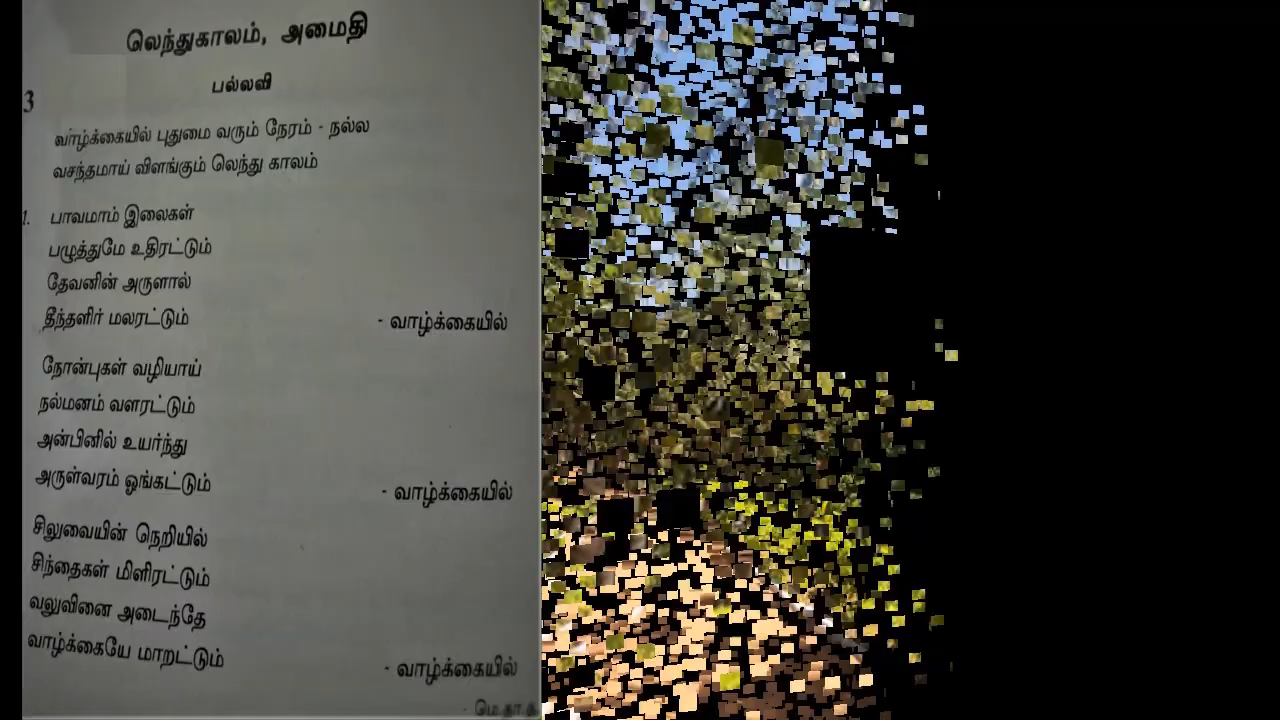 லெந்துகாலம், அமைதி
பல்லவி
3
வாழ்க்கையில் புதுமை வரும் நேரம் - நல்ல
வசந்தமாய் விளங்கும் லெந்து காலம்
1. பாவமாம் இலைகள்
பழுத்துமே உதிரட்டும்
தேவனின் அருளால்
தீந்தளிர் மலரட்டும் - வாழ்க்கையில்
நோன்புகள் வழியாய்
நல்மனம் வளரட்டும்
அன்பினில் உயர்ந்து
அருள்வரம் ஓங்கட்டும் - வாழ்க்கையில்
சிலுவையின் நெறியில்
சிந்தைகள் மிளிரட்டும்
வலுவினை அடைந்தே
வாழ்க்கையே மாறட்டும் - வாழ்க்கையில்